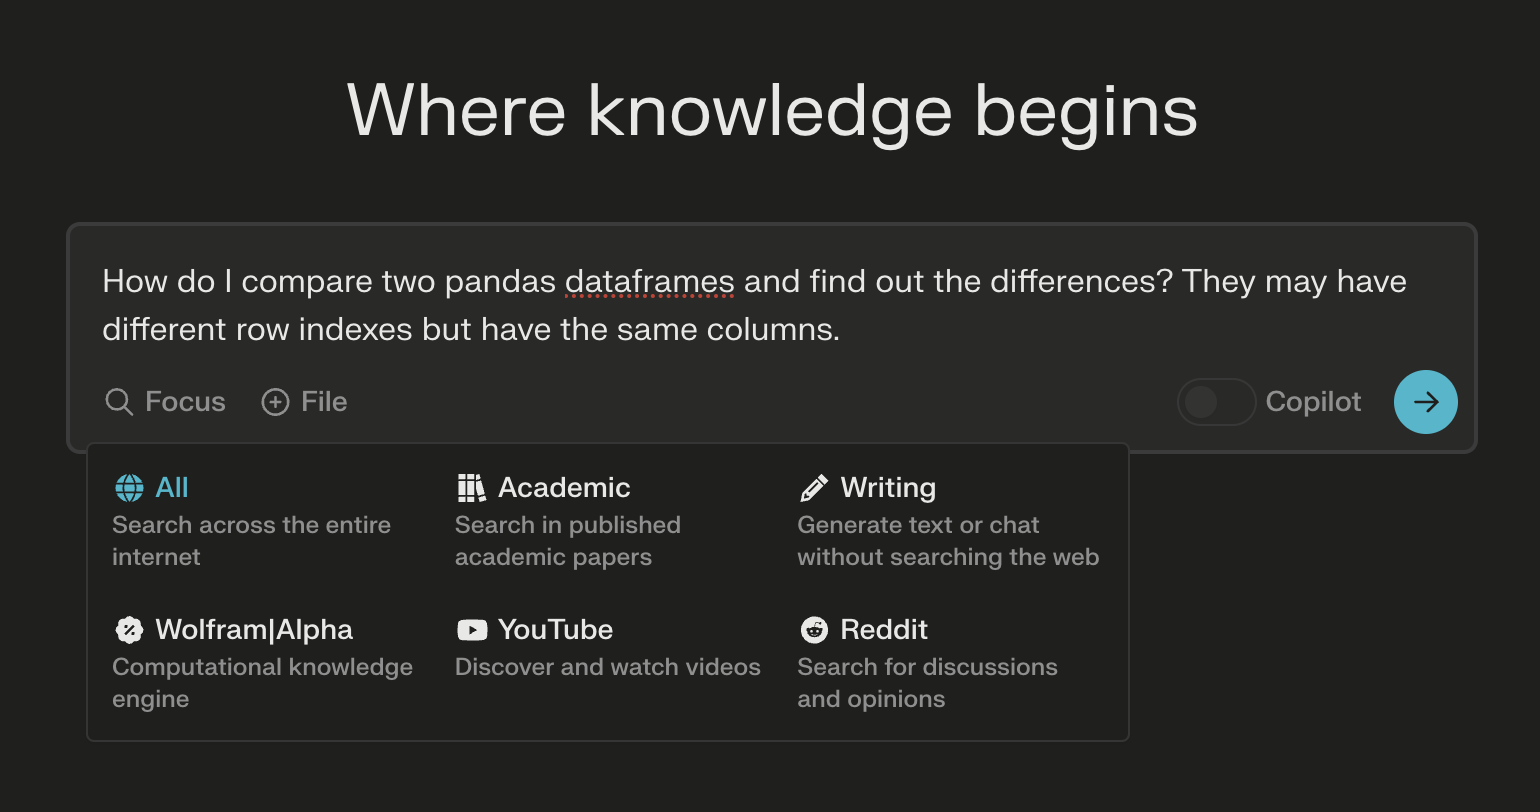 Where knowledge begins
How do I compare two pandas dataframes and find out the differences? They may have
different row indexes but have the same columns.
Focus
File
Copilot
All
Search across the entire
internet
Academic
Search in published
academic papers
Writing
Generate text or chat
without searching the web
Wolfram|Alpha
Computational knowledge
engine
YouTube
Discover and watch videos
Reddit
Search for discussions
and opinions